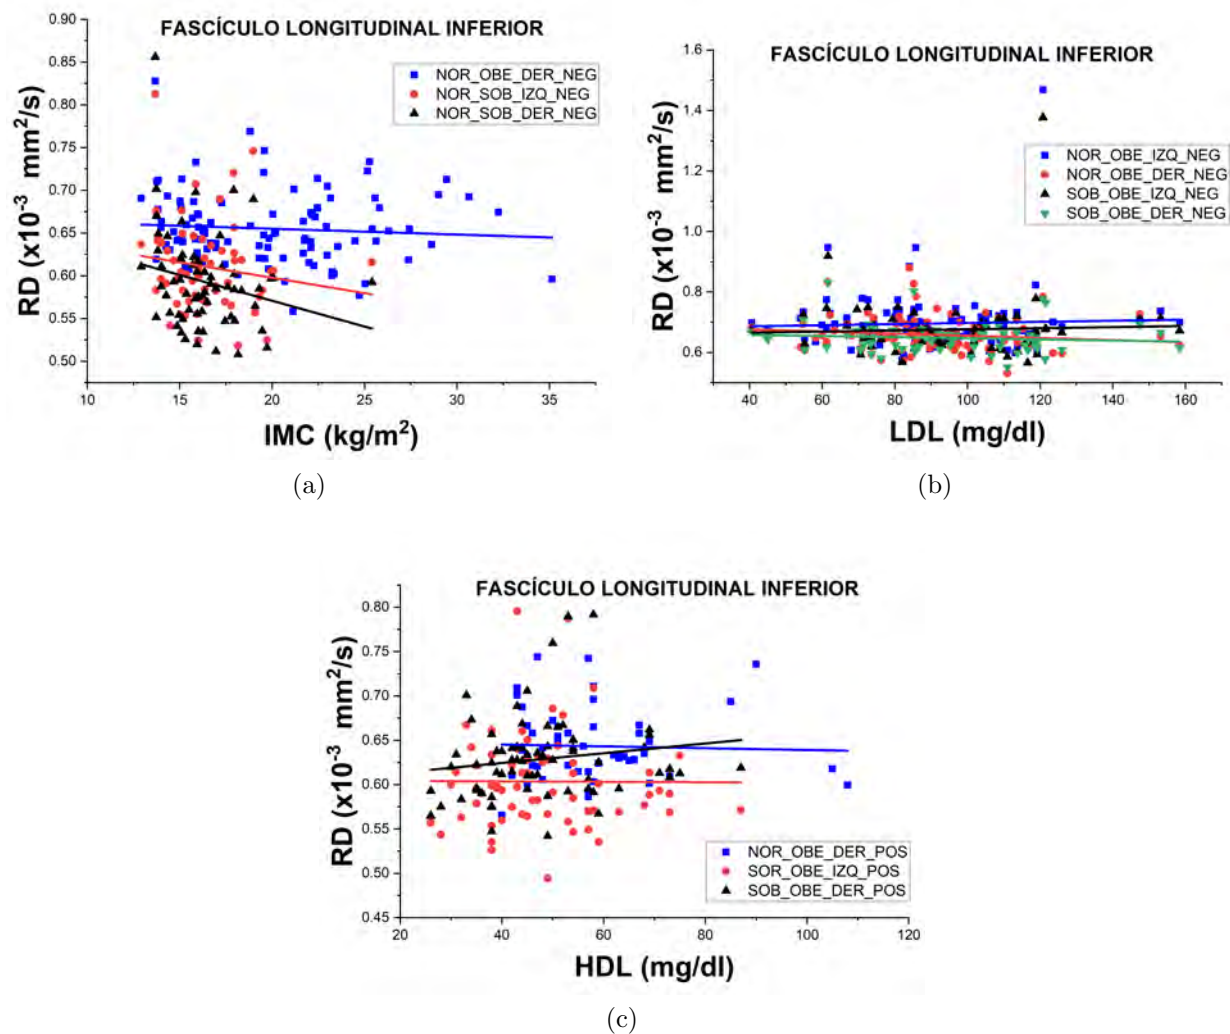 FASCÍCULO LONGITUDINAL INFERIOR
NOR_OBE_DER_NEG
NOR_SOB_IZQ_NEG
NOR_SOB_DER_NEG
RD (x10⁻³ mm²/s)
0.90
0.85
0.80
0.75
0.70
0.65
0.60
0.55
0.50
10 15 20 25 30 35
IMC (kg/m²)
(a)
FASCÍCULO LONGITUDINAL INFERIOR
NOR_OBE_IZQ_NEG
NOR_OBE_DER_NEG
SOB_OBE_IZQ_NEG
SOB_OBE_DER_NEG
RD (x10⁻³ mm²/s)
1.6
1.4
1.2
1.0
0.8
0.6
40 60 80 100 120 140 160
LDL (mg/dl)
(b)
FASCÍCULO LONGITUDINAL INFERIOR
RD (x10⁻³ mm²/s)
0.80
0.75
0.70
0.65
0.60
0.55
0.50
0.45
NOR_OBE_DER_POS
SOR_OBE_IZQ_POS
SOB_OBE_DER_POS
20 40 60 80 100 120
HDL (mg/dl)
(c)